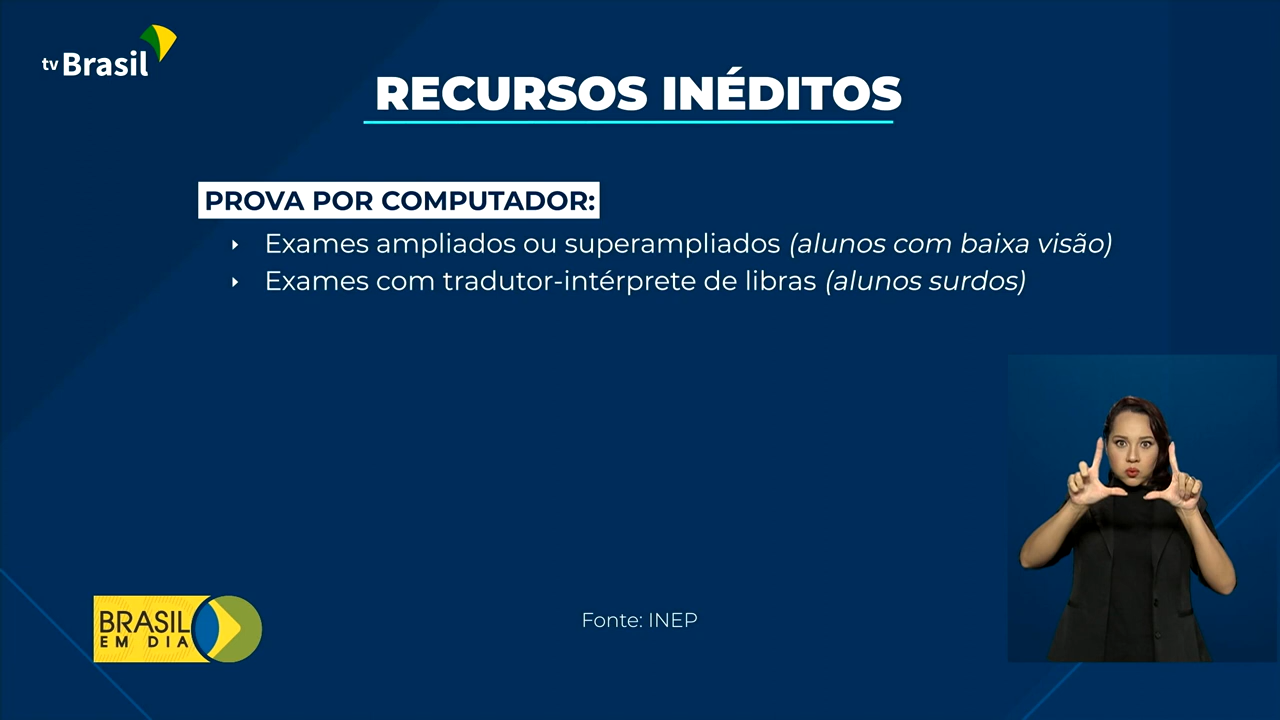 tv Brasil
RECURSOS INÉDITOS
PROVA POR COMPUTADOR:
Exames ampliados ou superampliados (alunos com baixa visão)
Exames com tradutor-intérprete de libras (alunos surdos)
BRASIL
EM DIA
Fonte: INEP